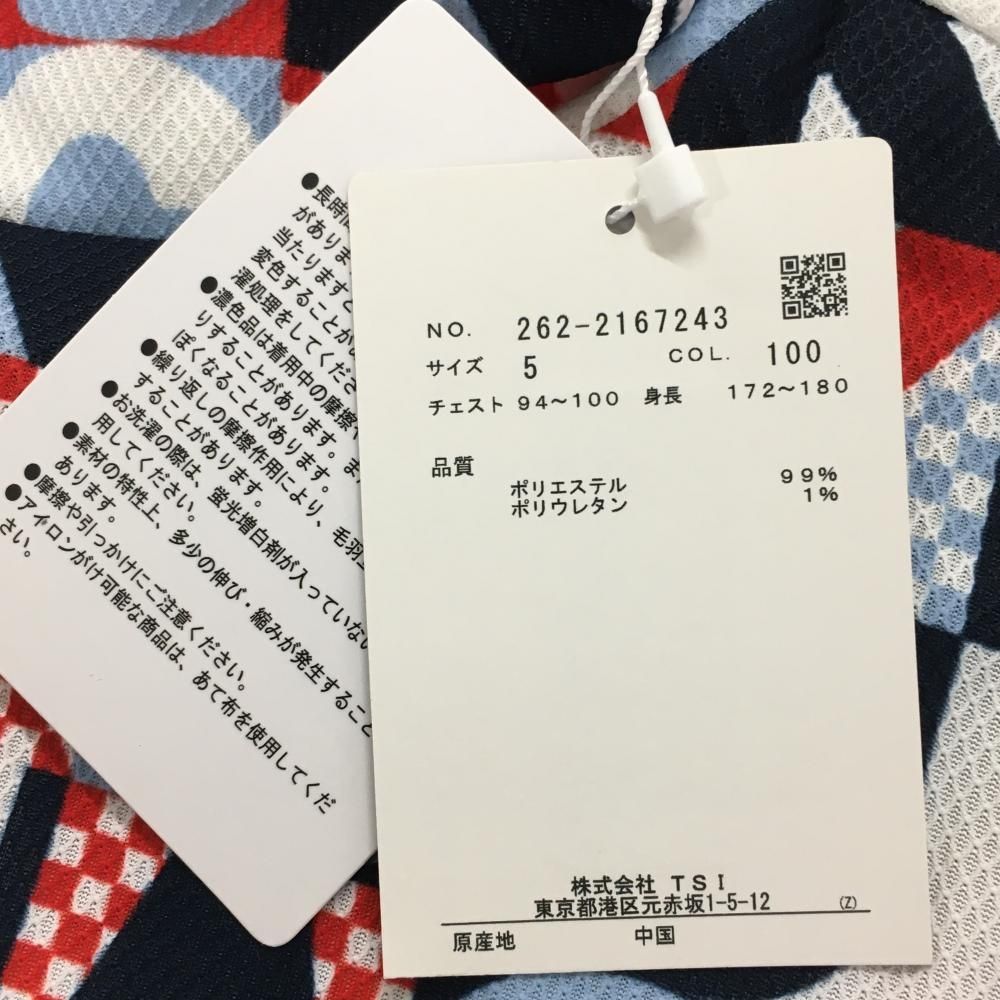 NO. 262-2167243
サイズ 5 COL. 100
チェスト 94～100 身長 172～180
品質
ポリエステル 99%
ポリウレタン 1%
株式会社 TSI
東京都港区元赤坂1-5-12 (Z)
原産地 中国
●長時間
がありま
当たりますと
変色することが
濯処理をしてくださ
●濃色品は着用中の摩擦や
りすることがあります。ま
ぽくなることがあります。
●繰り返しの摩擦作用により、毛羽
することがあります。
●お洗濯の際は、蛍光増白剤が入っていない
用してください。
●素材の特性上、多少の伸び・縮みが発生すること
あります。
●摩擦や引っかけにご注意ください。
●アイロンがけ可能な商品は、あて布を使用してくだ
さい。